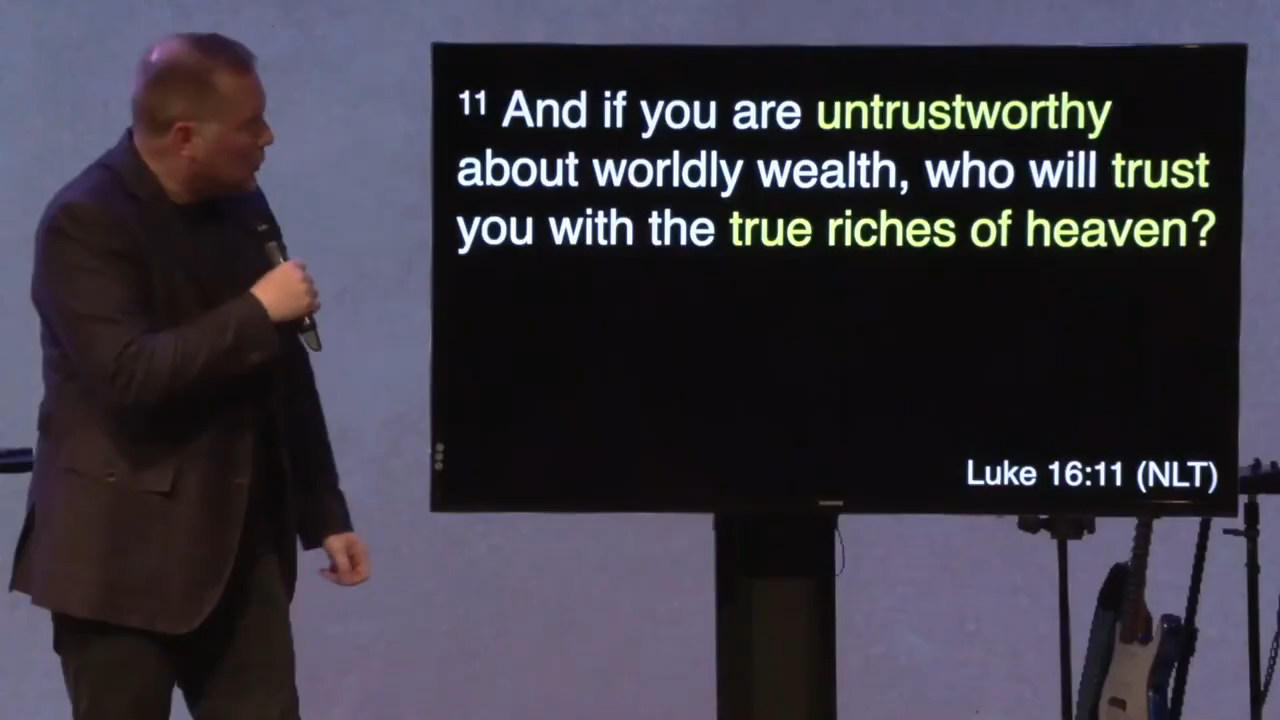 ¹¹ And if you are untrustworthy
about worldly wealth, who will trust
you with the true riches of heaven?
Luke 16:11 (NLT)